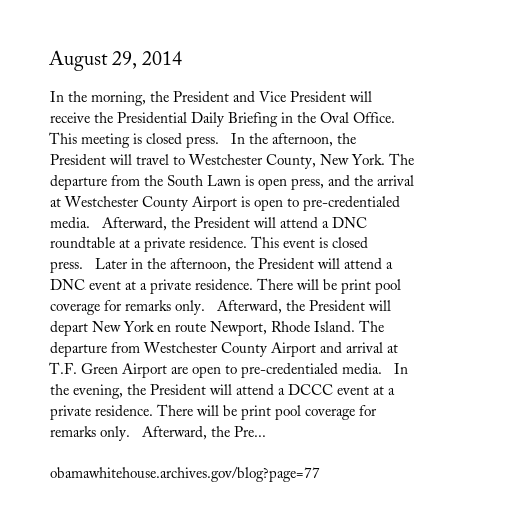 August 29, 2014
In the morning, the President and Vice President will
receive the Presidential Daily Briefing in the Oval Office.
This meeting is closed press.   In the afternoon, the
President will travel to Westchester County, New York. The
departure from the South Lawn is open press, and the arrival
at Westchester County Airport is open to pre-credentialed
media.   Afterward, the President will attend a DNC
roundtable at a private residence. This event is closed
press.   Later in the afternoon, the President will attend a
DNC event at a private residence. There will be print pool
coverage for remarks only.   Afterward, the President will
depart New York en route Newport, Rhode Island. The
departure from Westchester County Airport and arrival at
T.F. Green Airport are open to pre-credentialed media.   In
the evening, the President will attend a DCCC event at a
private residence. There will be print pool coverage for
remarks only.   Afterward, the Pre...
obamawhitehouse.archives.gov/blog?page=77